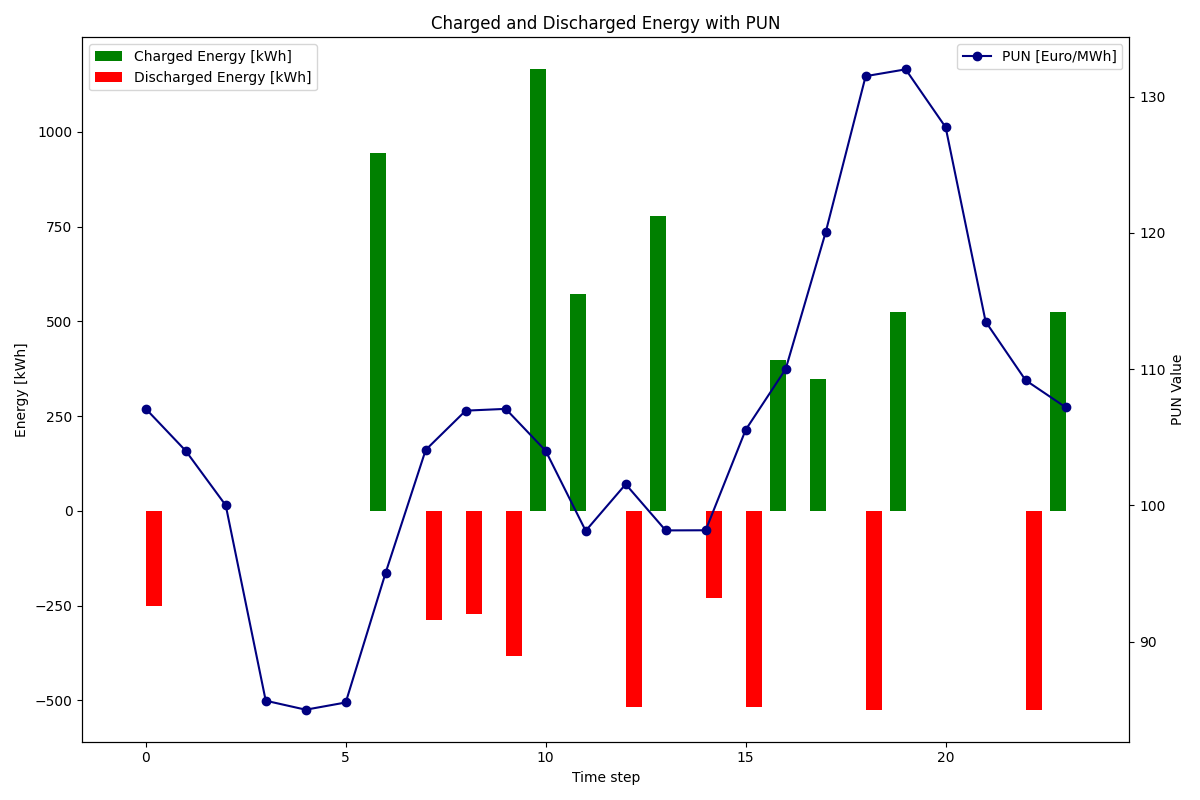 Charged and Discharged Energy with PUN
Charged Energy [kWh]
Discharged Energy [kWh]
PUN [Euro/MWh]
Energy [kWh]
1000
750
500
250
0
−250
−500
130
120
110
100
90
PUN Value
0 5 10 15 20
Time step